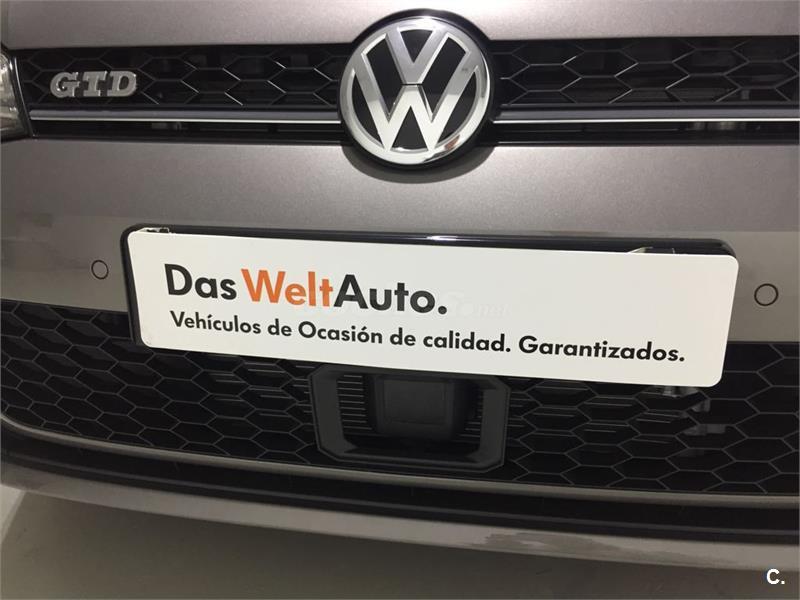 GTD
Das WeltAuto.
Vehículos de Ocasión de calidad. Garantizados.
C.